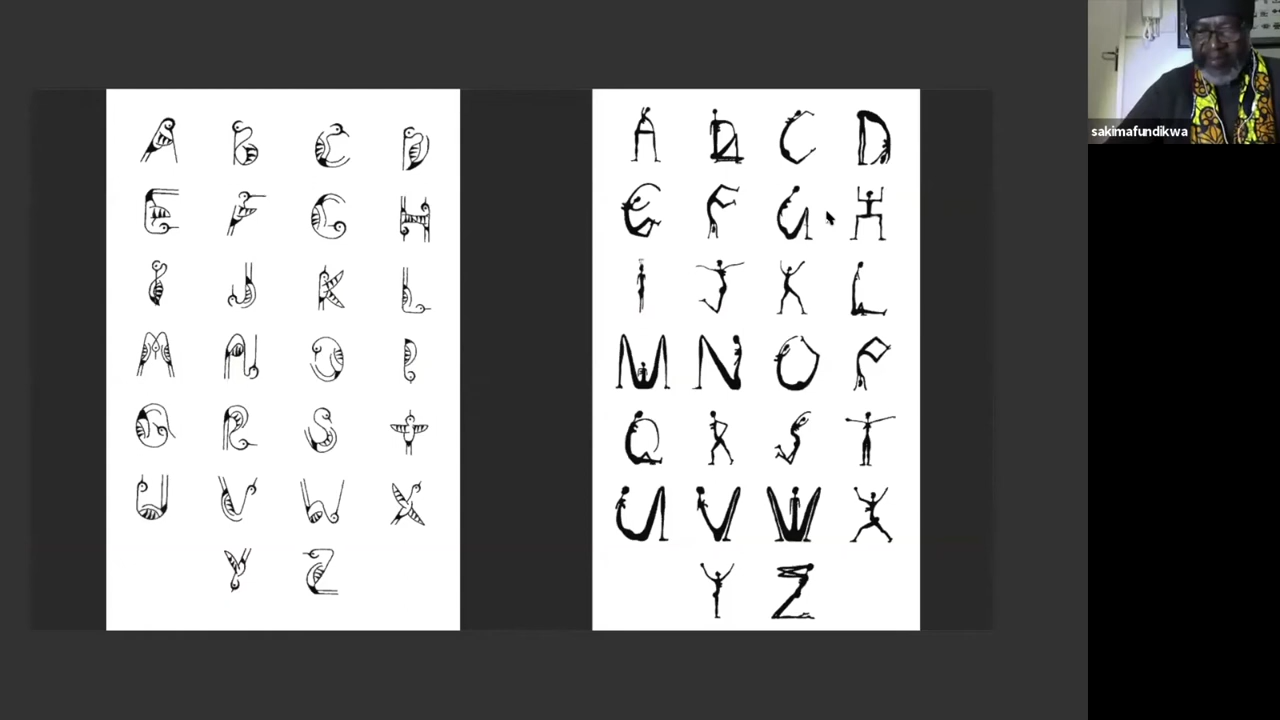 A B C D
E F G H
I J K L
M N O P
Q R S T
U V W X
Y Z
A B C D
E F G H
I J K L
M N O P
Q R S T
U V W X
Y Z
sakimafundikwa